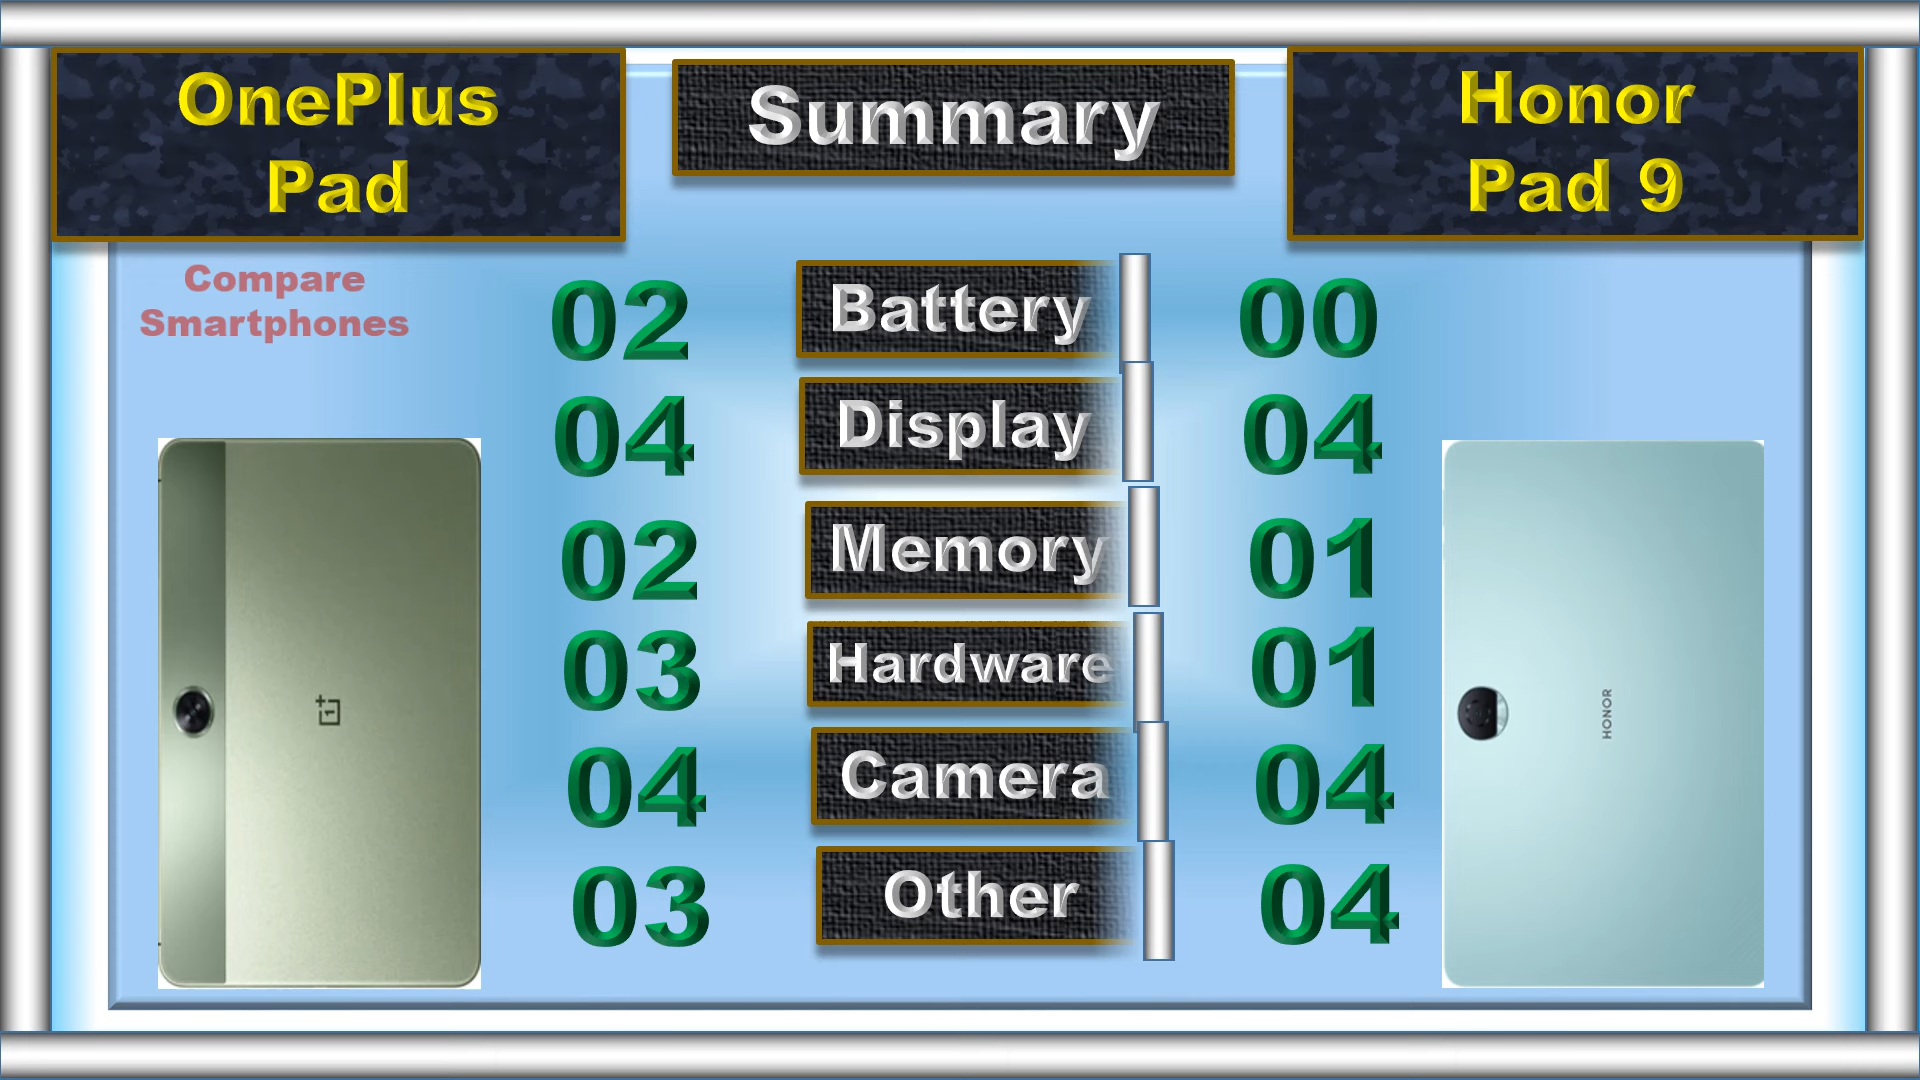 OnePlus
Pad
Summary
Honor
Pad 9
Compare
Smartphones
02 Battery 00
04 Display 04
02 Memory 01
03 Hardware 01
04 Camera 04
03 Other 04
HONOR